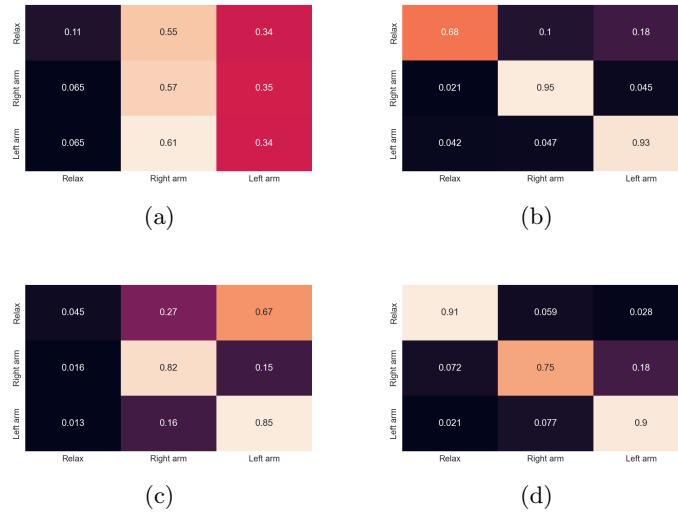 Relax 0.11 0.55 0.34
Right arm 0.065 0.57 0.35
Left arm 0.065 0.61 0.34
Relax Right arm Left arm
(a)
Relax 0.68 0.1 0.18
Right arm 0.021 0.95 0.045
Left arm 0.042 0.047 0.93
Relax Right arm Left arm
(b)
Relax 0.045 0.27 0.67
Right arm 0.016 0.82 0.15
Left arm 0.013 0.16 0.85
Relax Right arm Left arm
(c)
Relax 0.91 0.059 0.028
Right arm 0.072 0.75 0.18
Left arm 0.021 0.077 0.9
Relax Right arm Left arm
(d)